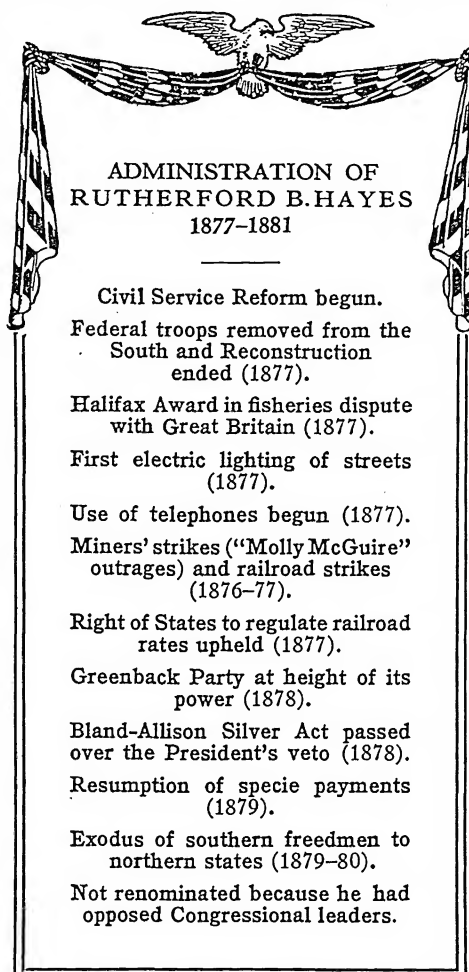 ADMINISTRATION OF
RUTHERFORD B. HAYES
1877–1881
Civil Service Reform begun.
Federal troops removed from the
South and Reconstruction
ended (1877).
Halifax Award in fisheries dispute
with Great Britain (1877).
First electric lighting of streets
(1877).
Use of telephones begun (1877).
Miners' strikes ("Molly McGuire"
outrages) and railroad strikes
(1876–77).
Right of States to regulate railroad
rates upheld (1877).
Greenback Party at height of its
power (1878).
Bland-Allison Silver Act passed
over the President's veto (1878).
Resumption of specie payments
(1879).
Exodus of southern freedmen to
northern states (1879–80).
Not renominated because he had
opposed Congressional leaders.